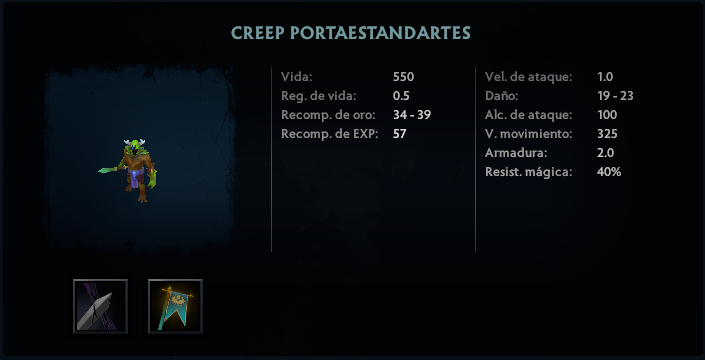 CREEP PORTAESTANDARTES
Vida: 550
Reg. de vida: 0.5
Recomp. de oro: 34 - 39
Recomp. de EXP: 57
Vel. de ataque: 1.0
Daño: 19 - 23
Alc. de ataque: 100
V. movimiento: 325
Armadura: 2.0
Resist. mágica: 40%